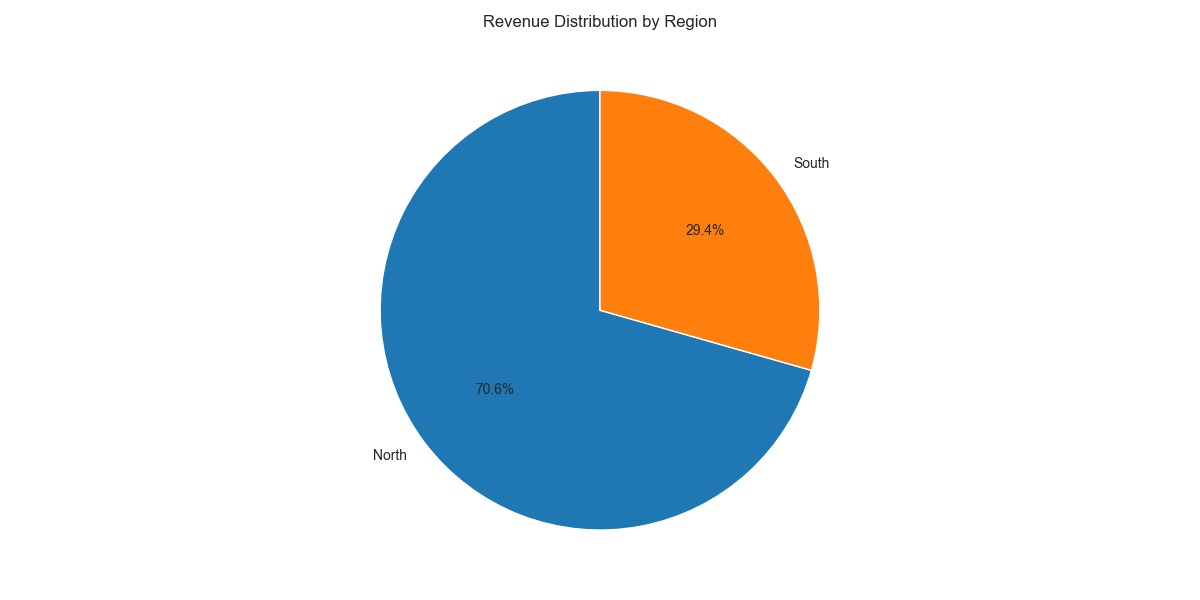 Revenue Distribution by Region
South
29.4%
70.6%
North